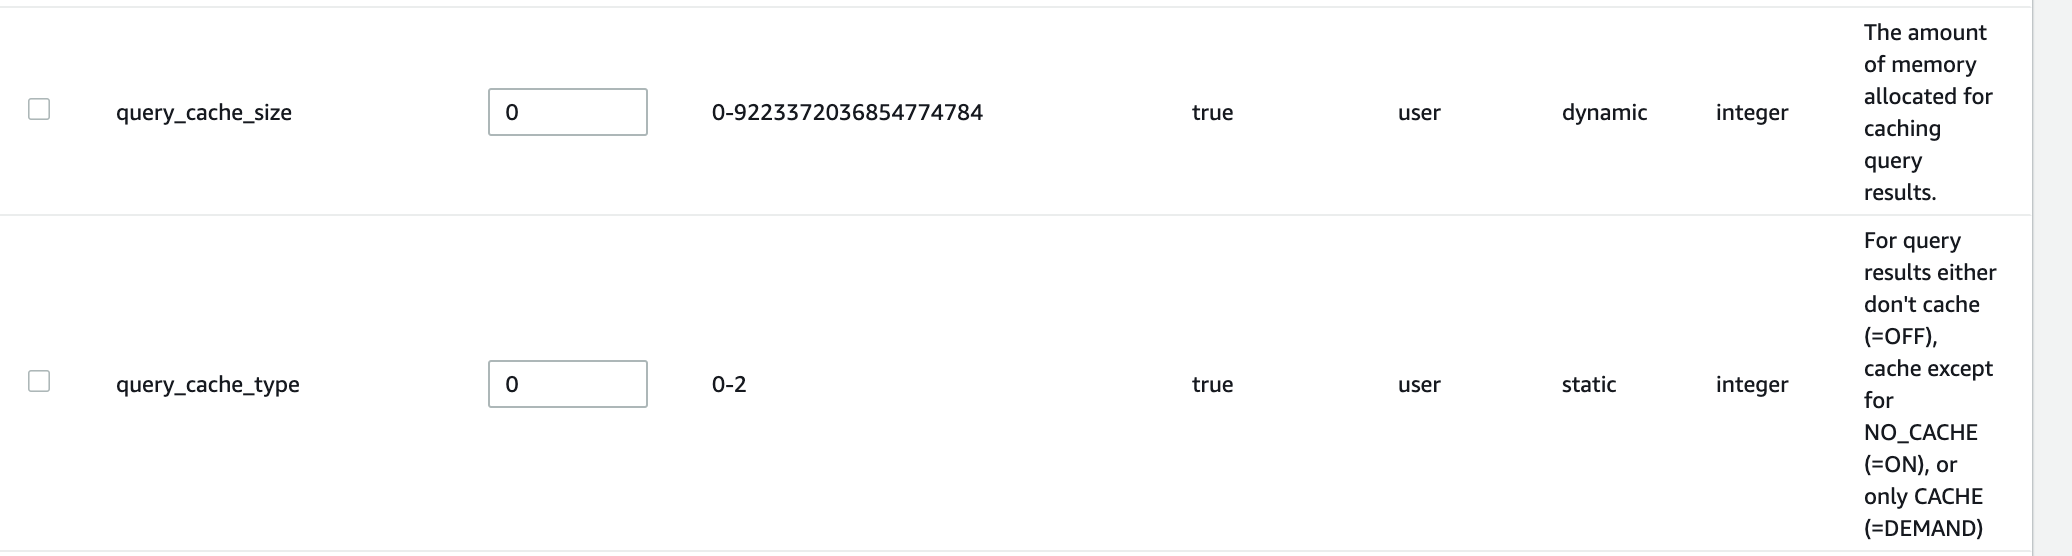 query_cache_size 0 0-9223372036854774784 true user dynamic integer
The amount
of memory
allocated for
caching
query
results.
query_cache_type 0 0-2 true user static integer
For query
results either
don't cache
(=OFF),
cache except
for
NO_CACHE
(=ON), or
only CACHE
(=DEMAND)